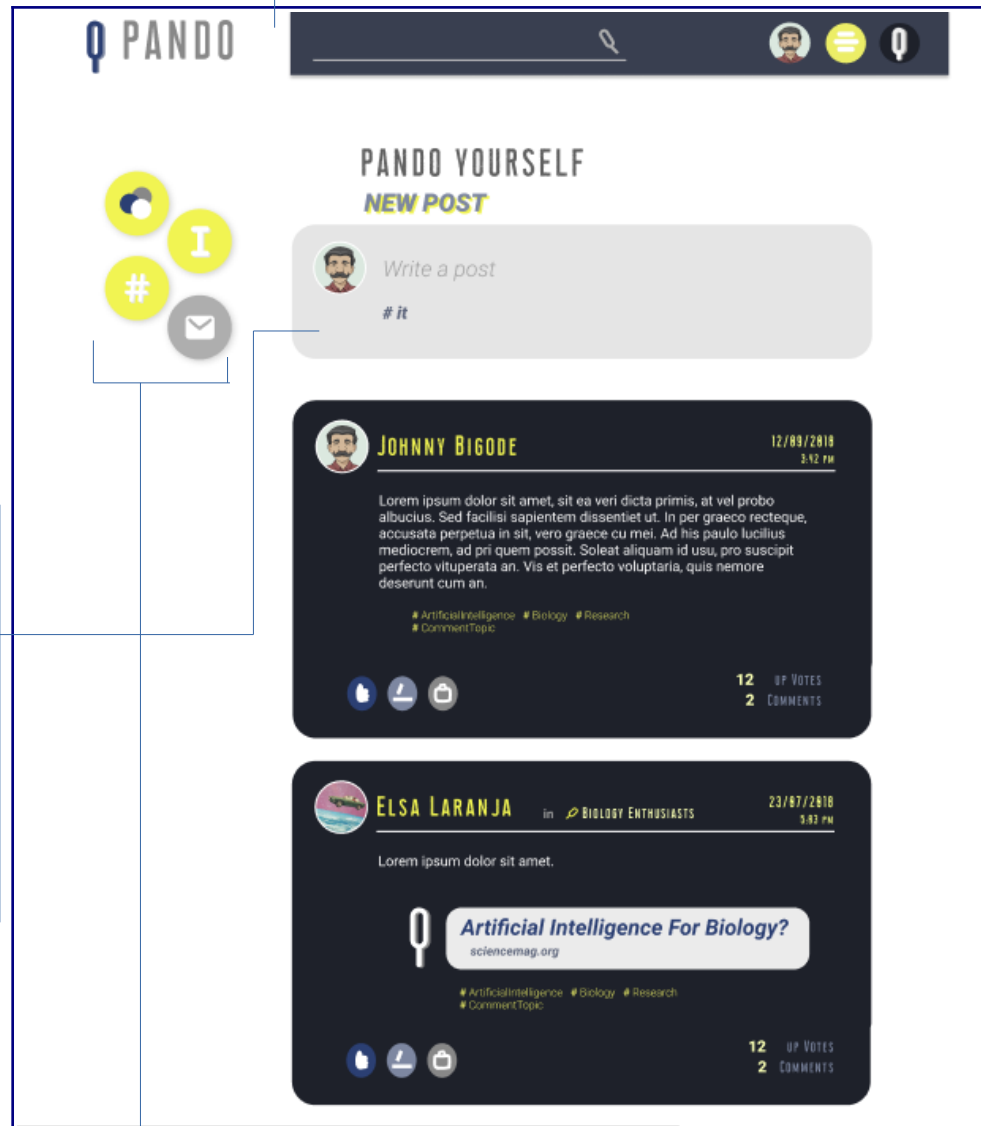 PANDO
PANDO YOURSELF
NEW POST
I
#
Write a post
# it
JOHNNY BIGODE
12/09/2018
3:42 PM
Lorem ipsum dolor sit amet, sit ea veri dicta primis, at vel probo
albucius. Sed facilisi sapientem dissentiet ut. In per graeco recteque,
accusata perpetua in sit, vero graece cu mei. Ad his paulo lucilius
mediocrem, ad pri quem possit. Soleat aliquam id usu, pro suscipit
perfecto vituperata an. Vis et perfecto voluptaria, quis nemore
deserunt cum an.
# ArtificialIntelligence # Biology # Research
# CommentTopic
12 UP VOTES
2 COMMENTS
ELSA LARANJA in BIOLOGY ENTHUSIASTS
23/07/2018
5:03 PM
Lorem ipsum dolor sit amet.
Artificial Intelligence For Biology?
sciencemag.org
# ArtificialIntelligence # Biology # Research
# CommentTopic
12 UP VOTES
2 COMMENTS